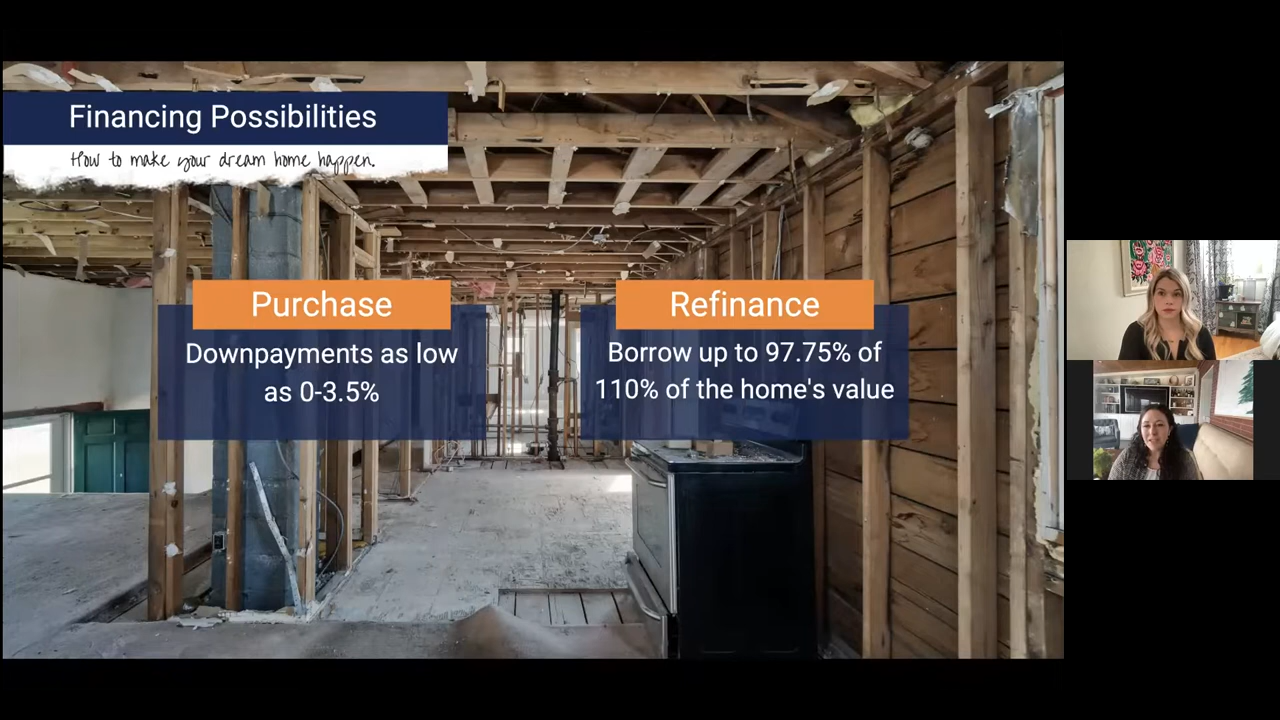 Financing Possibilities
How to make your dream home happen.
Purchase
Downpayments as low
as 0-3.5%
Refinance
Borrow up to 97.75% of
110% of the home's value